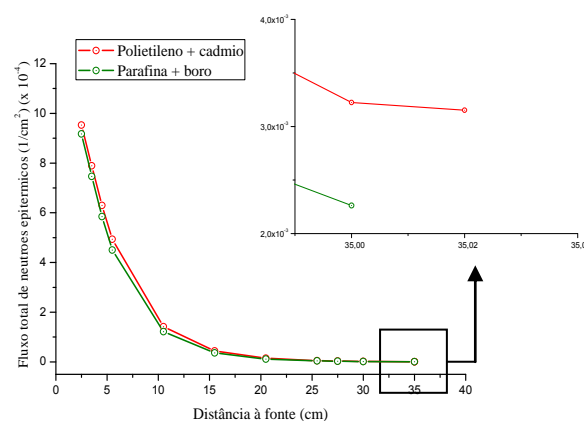 Polietileno + cadmio
Parafina + boro
Fluxo total de neutroes epitermicos (1/cm²) (x 10⁻⁴)
12
10
8
6
4
2
0
0 5 10 15 20 25 30 35 40
Distância à fonte (cm)
4,0x10⁻³
3,0x10⁻³
2,0x10⁻³
35,00 35,02 35,0